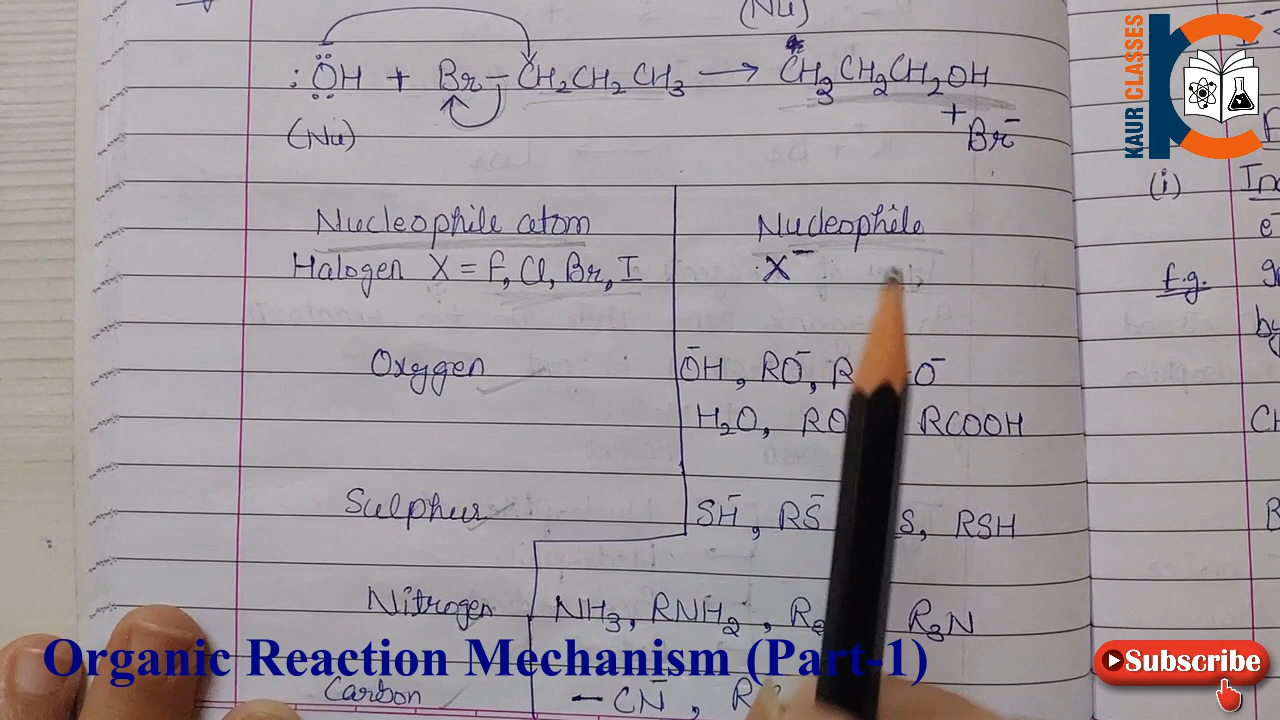 (Nu)
:ÖH + Br – CH2CH2CH3 → CH3CH2CH2OH
+ Br⁻
(Nu)
KAUR CLASSES
Nucleophile atom Nucleophile
Halogen X = F, Cl, Br, I X⁻
Oxygen ŌH, RŌ, R Ō
H2O, RO RCOOH
Sulphur SH̄, RS̄ S, RSH
Nitrogen NH3, RNH2, R R3N
Carbon – CN̄, R
(i)
e.g.
Organic Reaction Mechanism (Part-1)
Subscribe